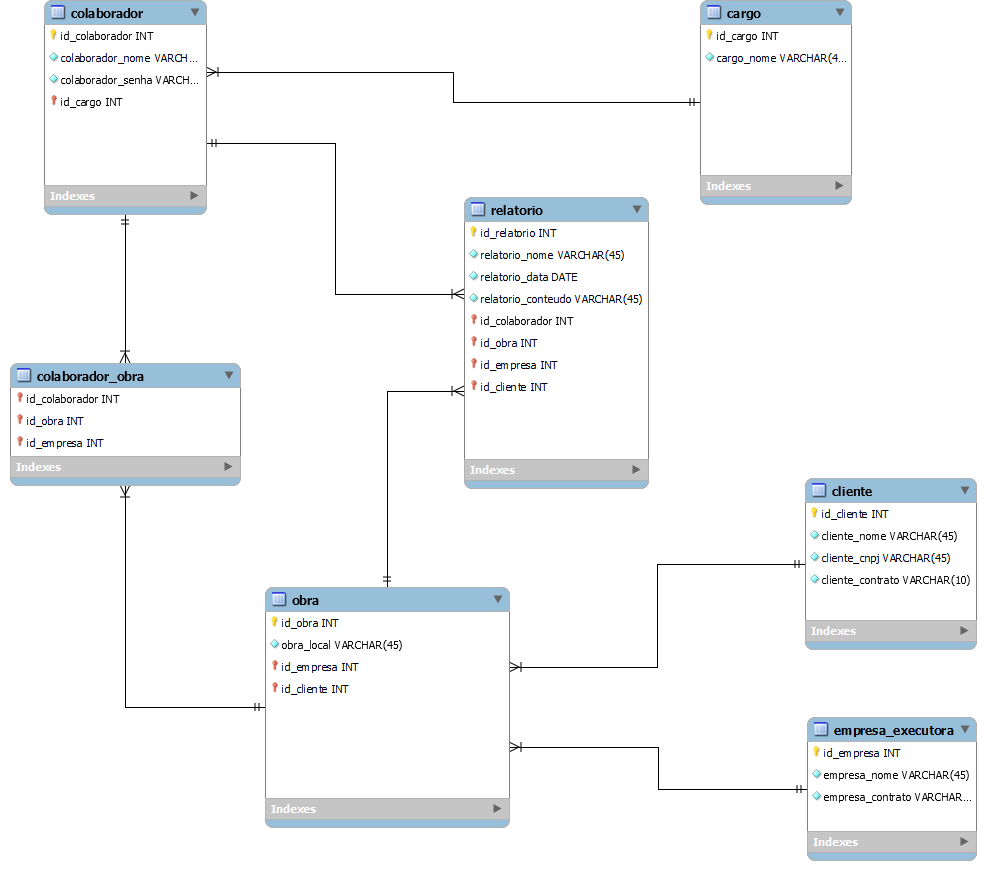 colaborador
id_colaborador INT
colaborador_nome VARCH...
colaborador_senha VARCH...
id_cargo INT
Indexes
cargo
id_cargo INT
cargo_nome VARCHAR(4...
Indexes
relatorio
id_relatorio INT
relatorio_nome VARCHAR(45)
relatorio_data DATE
relatorio_conteudo VARCHAR(45)
id_colaborador INT
id_obra INT
id_empresa INT
id_cliente INT
Indexes
colaborador_obra
id_colaborador INT
id_obra INT
id_empresa INT
Indexes
cliente
id_cliente INT
cliente_nome VARCHAR(45)
cliente_cnpj VARCHAR(45)
cliente_contrato VARCHAR(10)
Indexes
obra
id_obra INT
obra_local VARCHAR(45)
id_empresa INT
id_cliente INT
Indexes
empresa_executora
id_empresa INT
empresa_nome VARCHAR(45)
empresa_contrato VARCHAR...
Indexes